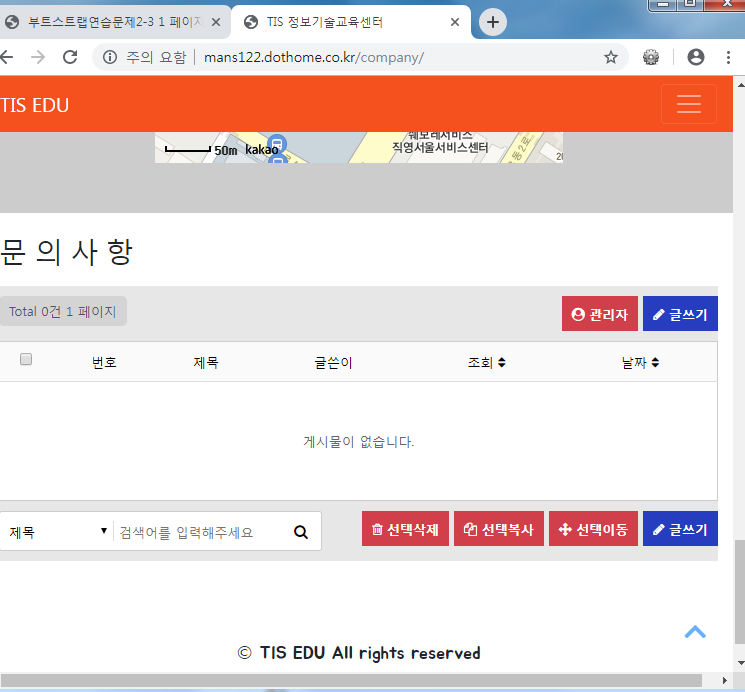 부트스트랩연습문제2-3 1 페이지
TIS 정보기술교육센터
주의 요함 mans122.dothome.co.kr/company/
TIS EDU
웨모레서비스
직영서울서비스센터
50m kakao
동2로
20
문 의 사 항
Total 0건 1 페이지
관리자 글쓰기
번호 제목 글쓴이 조회 날짜
게시물이 없습니다.
제목 검색어를 입력해주세요 선택삭제 선택복사 선택이동 글쓰기
© TIS EDU All rights reserved